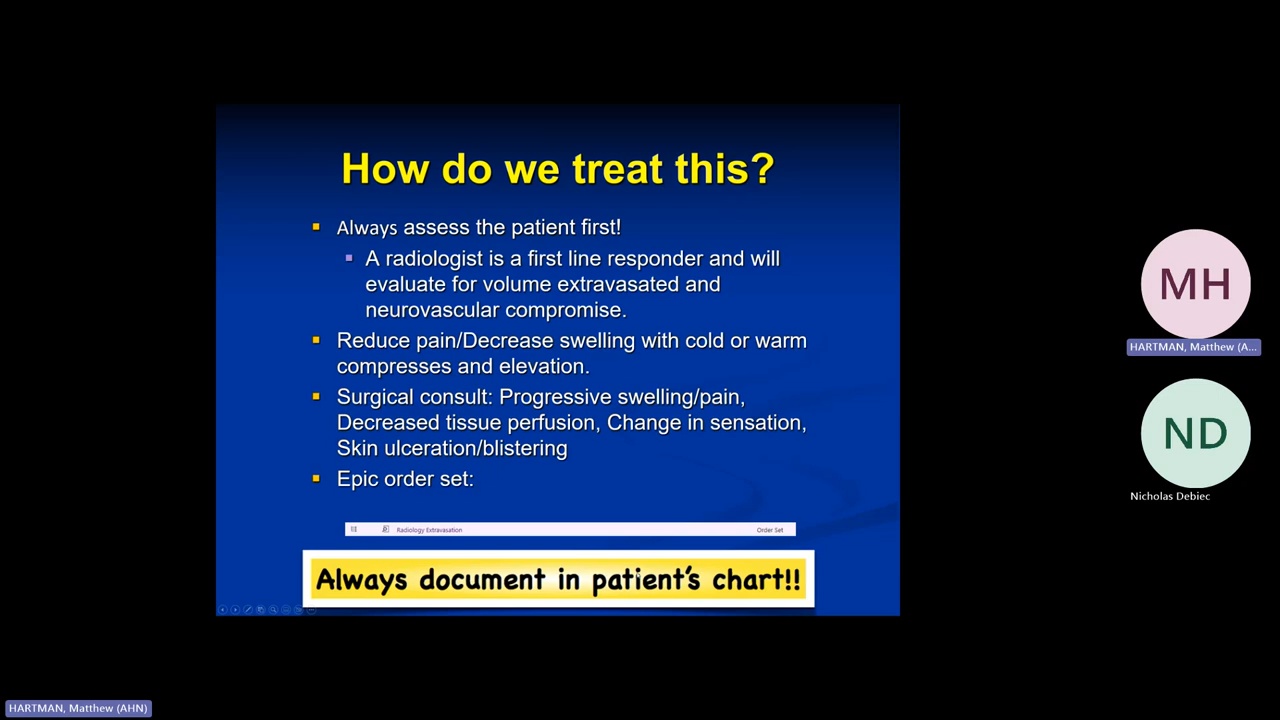 How do we treat this?
Always assess the patient first!
A radiologist is a first line responder and will
evaluate for volume extravasated and
neurovascular compromise.
Reduce pain/Decrease swelling with cold or warm
compresses and elevation.
Surgical consult: Progressive swelling/pain,
Decreased tissue perfusion, Change in sensation,
Skin ulceration/blistering
Epic order set:
Radiology Extravasation Order Set
Always document in patient's chart!!
MH
HARTMAN, Matthew (A...
ND
Nicholas Debiec
HARTMAN, Matthew (AHN)